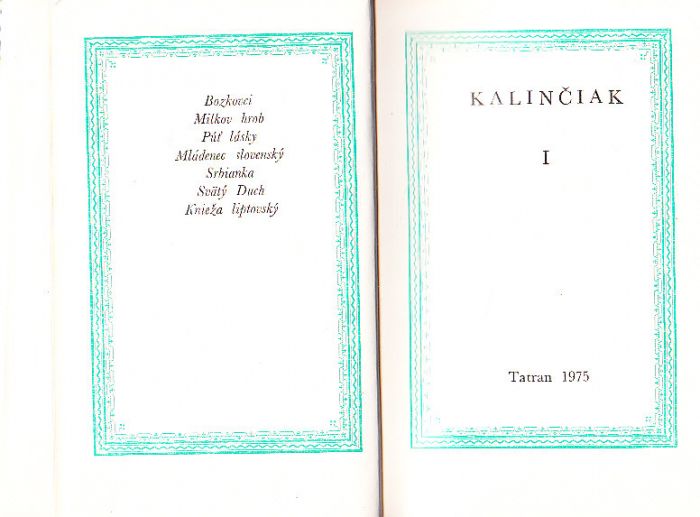 Bozkovci
Milkov hrob
Púť lásky
Mládenec slovenský
Srbianka
Svätý Duch
Knieža liptovský
KALINČIAK
I
Tatran 1975